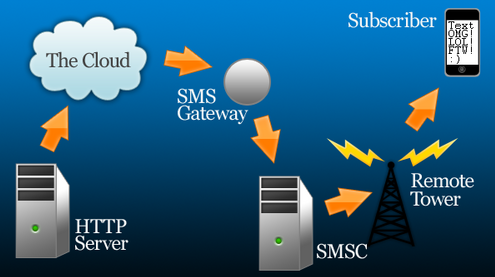 Subscriber
Text
OMG!
LOL!
FTW!
:)
The Cloud
SMS
Gateway
Remote
Tower
HTTP
Server
SMSC